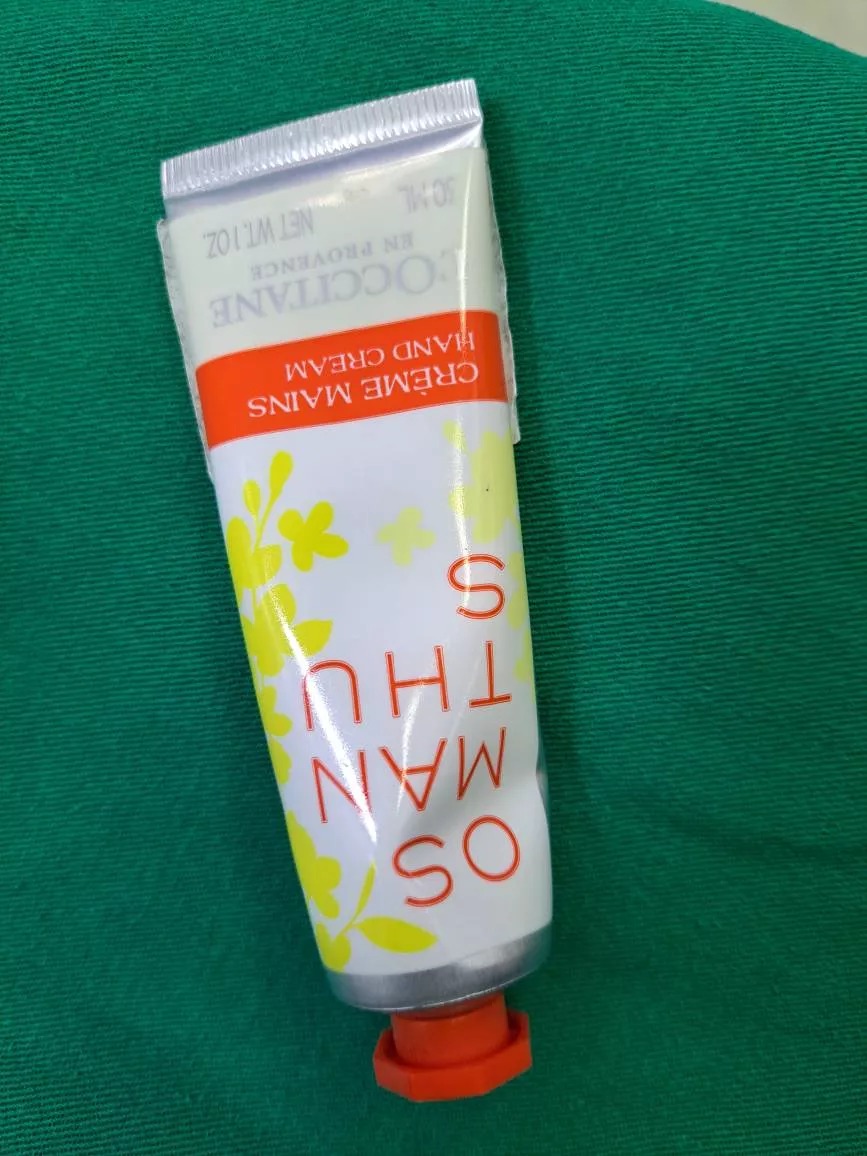 OS
MAN
THU
S
CRÈME MAINS
HAND CREAM
L'OCCITANE
EN PROVENCE
30 ML NET WT. 1 OZ.